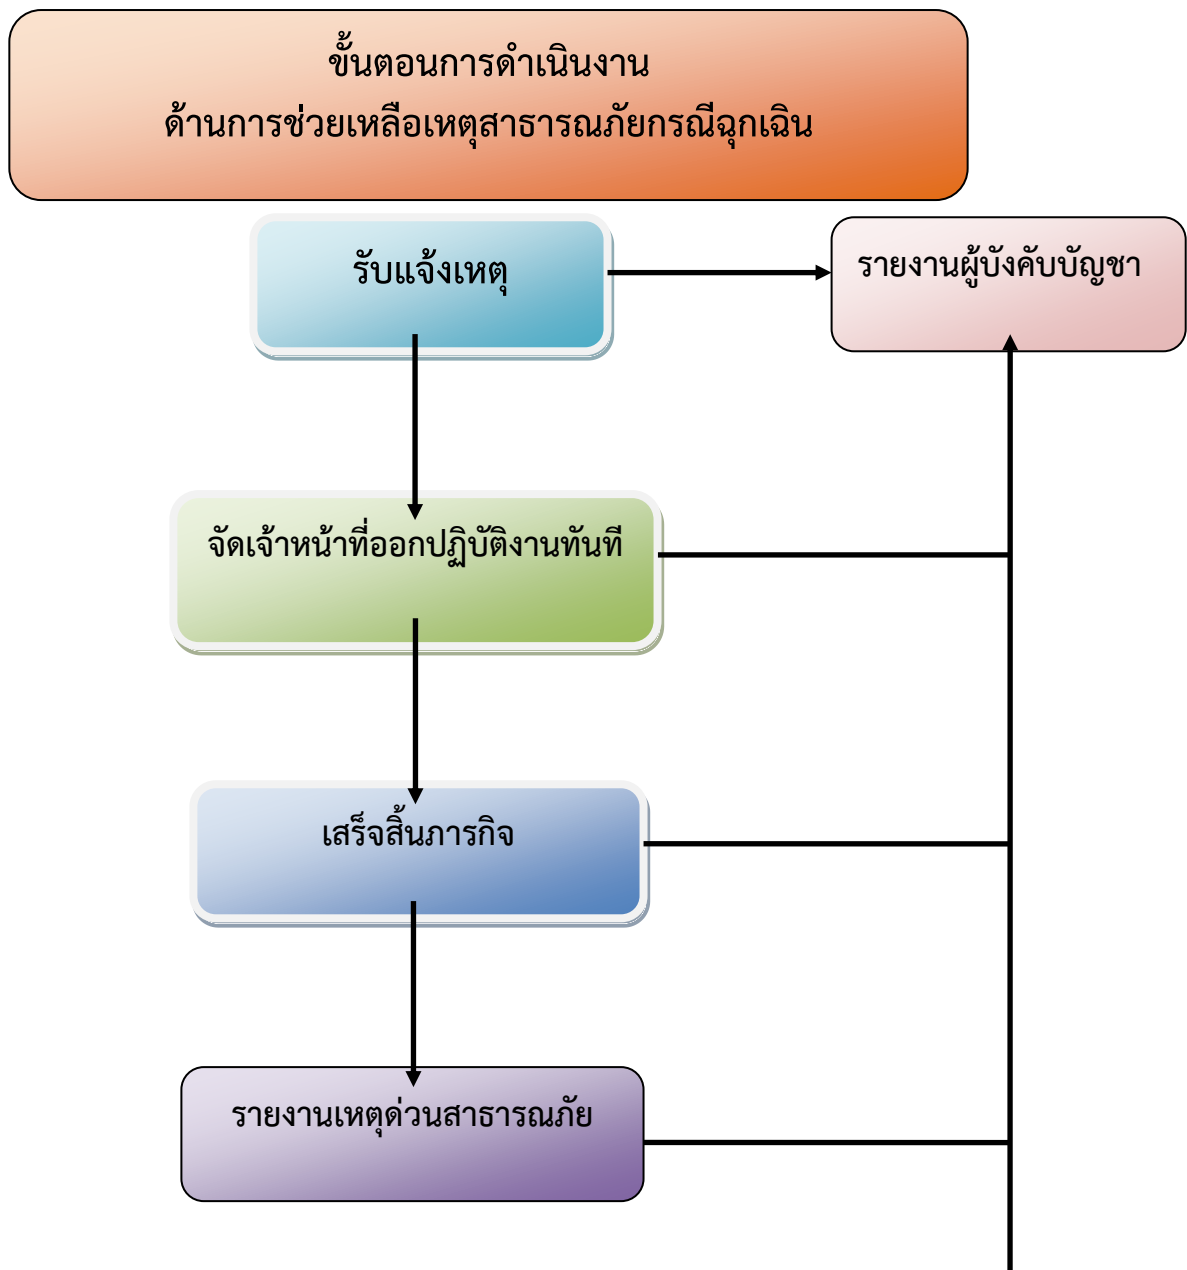 ขั้นตอนการดำเนินงาน
ด้านการช่วยเหลือเหตุสาธารณภัยกรณีฉุกเฉิน
รับแจ้งเหตุ
รายงานผู้บังคับบัญชา
จัดเจ้าหน้าที่ออกปฏิบัติงานทันที
เสร็จสิ้นภารกิจ
รายงานเหตุด่วนสาธารณภัย